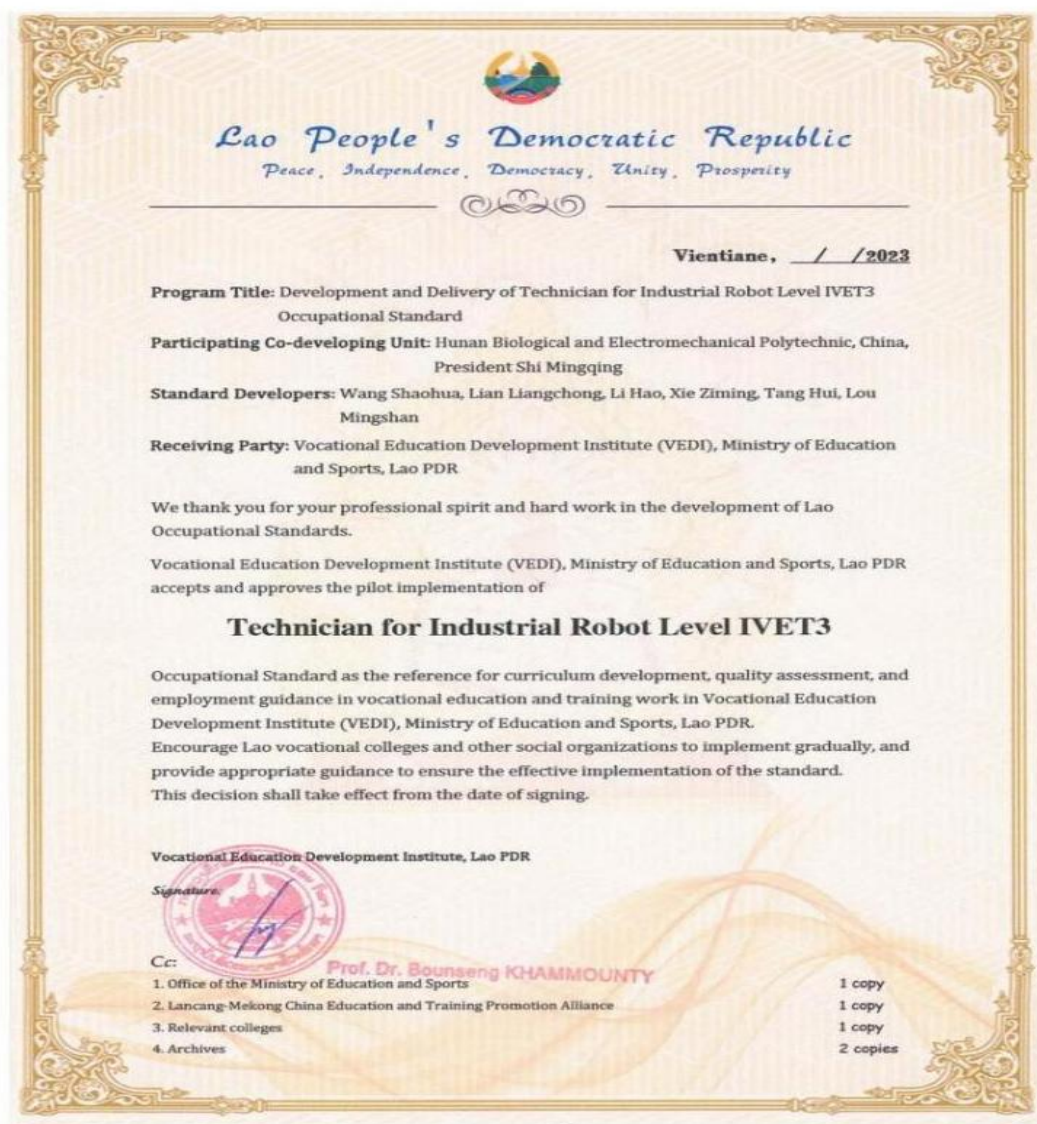 Lao People's Democratic Republic
Peace, Independence, Democracy, Unity, Prosperity
Vientiane, / /2023
Program Title: Development and Delivery of Technician for Industrial Robot Level IVET3
Occupational Standard
Participating Co-developing Unit: Hunan Biological and Electromechanical Polytechnic, China,
President Shi Mingqing
Standard Developers: Wang Shaohua, Lian Liangchong, Li Hao, Xie Ziming, Tang Hui, Lou
Mingshan
Receiving Party: Vocational Education Development Institute (VEDI), Ministry of Education
and Sports, Lao PDR
We thank you for your professional spirit and hard work in the development of Lao
Occupational Standards.
Vocational Education Development Institute (VEDI), Ministry of Education and Sports, Lao PDR
accepts and approves the pilot implementation of
Technician for Industrial Robot Level IVET3
Occupational Standard as the reference for curriculum development, quality assessment, and
employment guidance in vocational education and training work in Vocational Education
Development Institute (VEDI), Ministry of Education and Sports, Lao PDR.
Encourage Lao vocational colleges and other social organizations to implement gradually, and
provide appropriate guidance to ensure the effective implementation of the standard.
This decision shall take effect from the date of signing.
Vocational Education Development Institute, Lao PDR
Signature:
Cc:
Prof. Dr. Bounseng KHAMMOUNTY
1. Office of the Ministry of Education and Sports 1 copy
2. Lancang-Mekong China Education and Training Promotion Alliance 1 copy
3. Relevant colleges 1 copy
4. Archives 2 copies